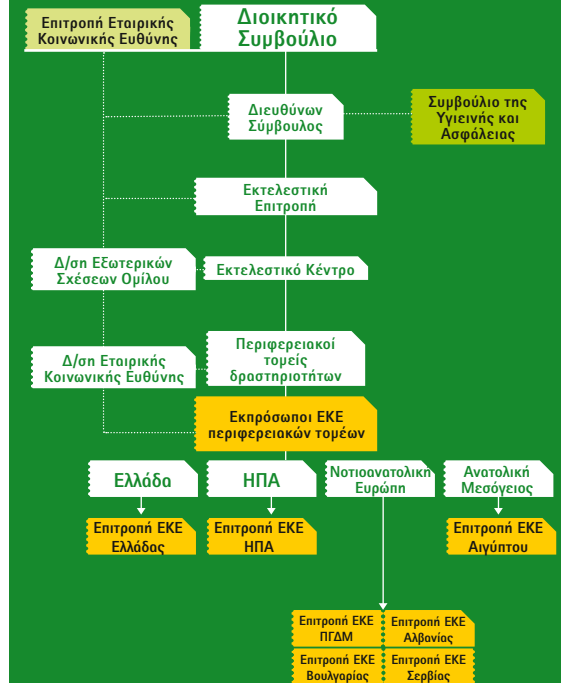 Επιτροπή Εταιρικής
Κοινωνικής Ευθύνης
Διοικητικό
Συμβούλιο
Διευθύνων
Σύμβουλος
Συμβούλιο της
Υγιεινής και
Ασφάλειας
Εκτελεστική
Επιτροπή
Δ/ση Εξωτερικών
Σχέσεων Ομίλου
Εκτελεστικό Κέντρο
Περιφερειακοί
τομείς
δραστηριοτήτων
Δ/ση Εταιρικής
Κοινωνικής Ευθύνης
Εκπρόσωποι ΕΚΕ
περιφερειακών τομέων
Ελλάδα
ΗΠΑ
Νοτιοανατολική
Ευρώπη
Ανατολική
Μεσόγειος
Επιτροπή ΕΚΕ
Ελλάδας
Επιτροπή ΕΚΕ
ΗΠΑ
Επιτροπή ΕΚΕ
Αιγύπτου
Επιτροπή ΕΚΕ
ΠΓΔΜ
Επιτροπή ΕΚΕ
Αλβανίας
Επιτροπή ΕΚΕ
Βουλγαρίας
Επιτροπή ΕΚΕ
Σερβίας